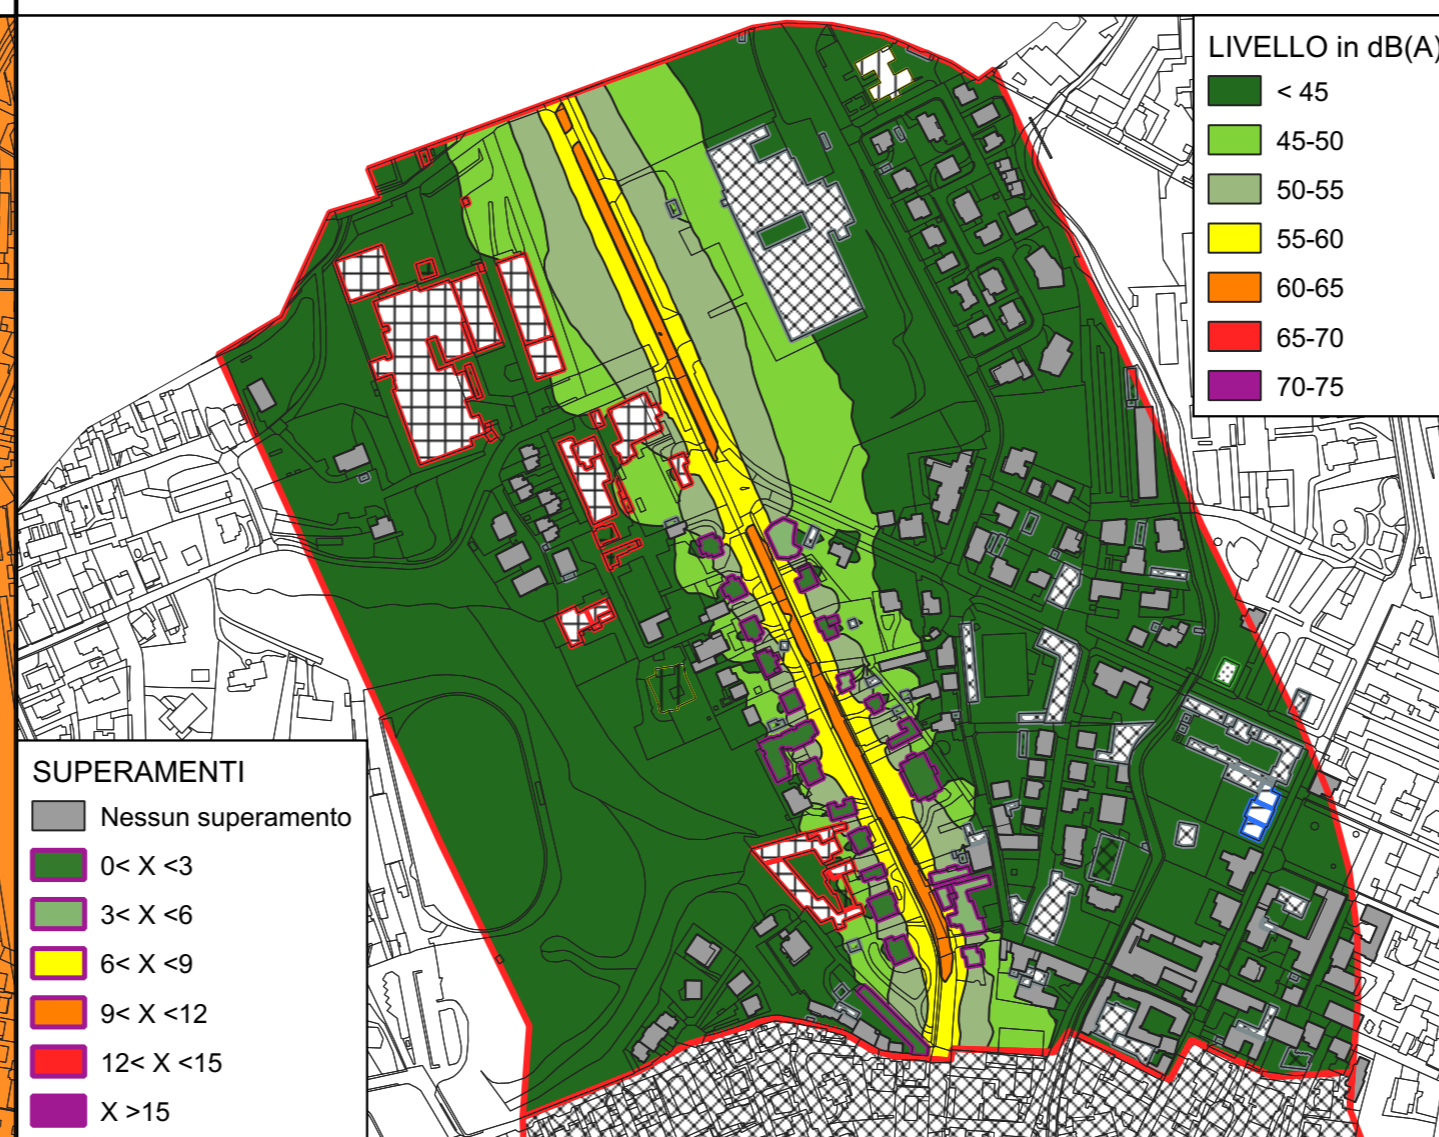 LIVELLO in dB(A)
< 45
45-50
50-55
55-60
60-65
65-70
70-75
SUPERAMENTI
Nessun superamento
0< X <3
3< X <6
6< X <9
9< X <12
12< X <15
X >15